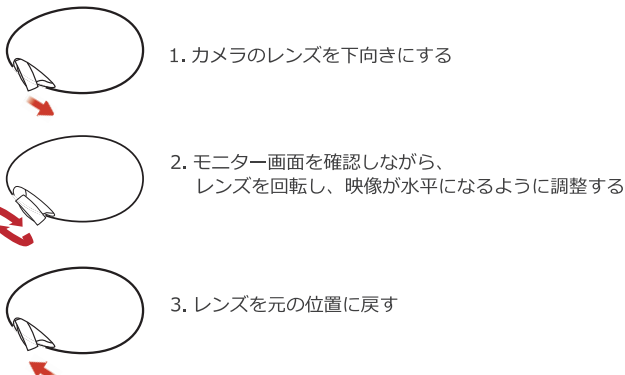 1. カメラのレンズを下向きにする
2. モニター画面を確認しながら、
レンズを回転し、映像が水平になるように調整する
3. レンズを元の位置に戻す